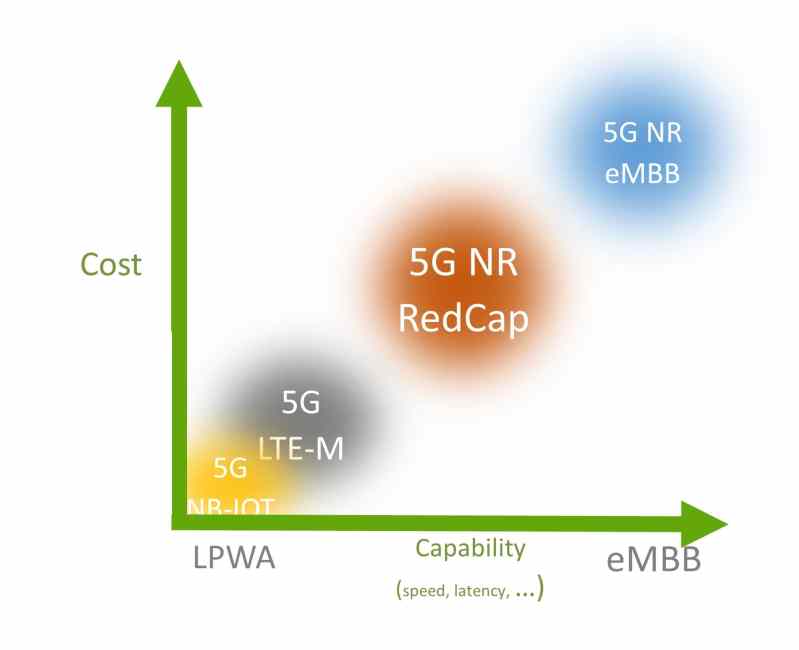 5G NR
eMBB
Cost
5G NR
RedCap
5G
LTE-M
5G
NB-IOT
LPWA
Capability
eMBB
(speed, latency, ...)